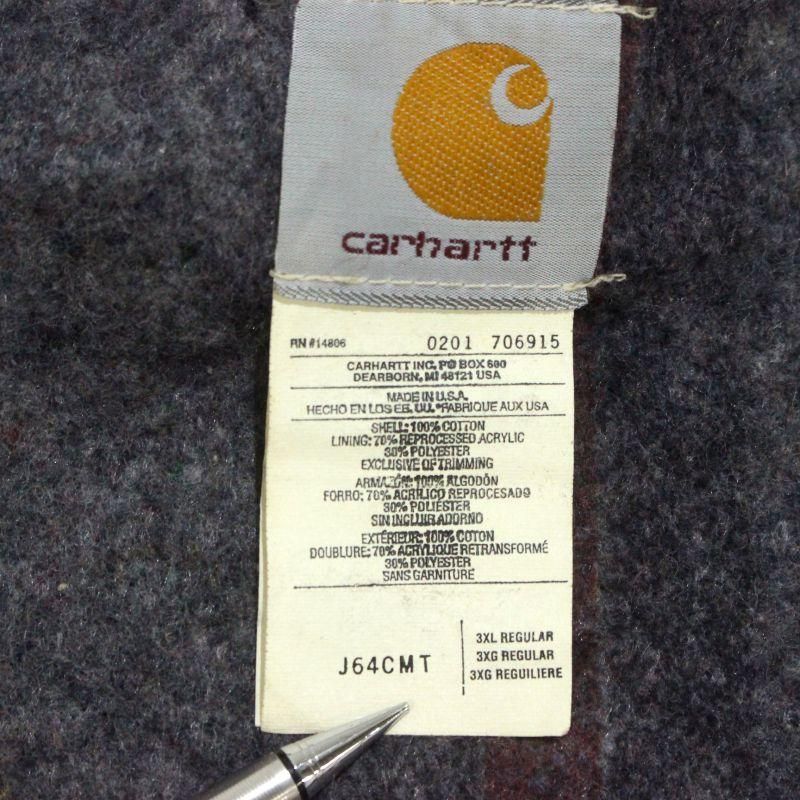 carhartt
RN #14806 0201 706915
CARHARTT INC, PO BOX 600
DEARBORN, MI 48121 USA
MADE IN U.S.A.
HECHO EN LOS EE. UU. *FABRIQUE AUX USA
SHELL: 100% COTTON
LINING: 70% REPROCESSED ACRYLIC
30% POLYESTER
EXCLUSIVE OF TRIMMING
ARMAZÓN: 100% ALGODÓN
FORRO: 70% ACRILICO REPROCESADO
30% POLIESTER
SIN INCLUIR ADORNO
EXTÉRIEUR: 100% COTON
DOUBLURE: 70% ACRYLIQUE RETRANSFORMÉ
30% POLYESTER
SANS GARNITURE
J64CMT
3XL REGULAR
3XG REGULAR
3XG REGUILIERE